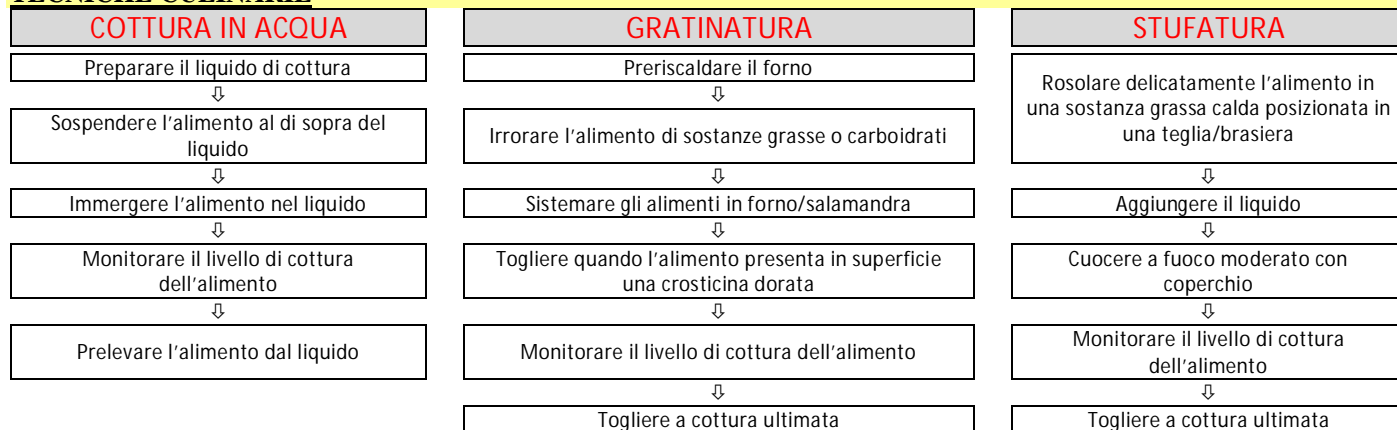 TECNICHE CULINARIE
COTTURA IN ACQUA
Preparare il liquido di cottura
⇩
Sospendere l'alimento al di sopra del
liquido
⇩
Immergere l'alimento nel liquido
⇩
Monitorare il livello di cottura
dell'alimento
⇩
Prelevare l'alimento dal liquido
GRATINATURA
Preriscaldare il forno
⇩
Irrorare l'alimento di sostanze grasse o carboidrati
⇩
Sistemare gli alimenti in forno/salamandra
⇩
Togliere quando l'alimento presenta in superficie
una crosticina dorata
⇩
Monitorare il livello di cottura dell'alimento
⇩
Togliere a cottura ultimata
STUFATURA
Rosolare delicatamente l'alimento in
una sostanza grassa calda posizionata in
una teglia/brasiera
⇩
Aggiungere il liquido
⇩
Cuocere a fuoco moderato con
coperchio
⇩
Monitorare il livello di cottura
dell'alimento
⇩
Togliere a cottura ultimata